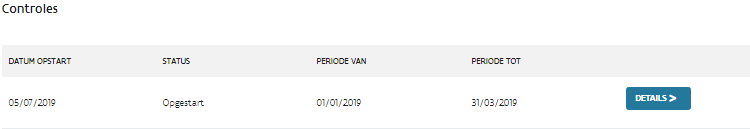 Controles
DATUM OPSTART STATUS PERIODE VAN PERIODE TOT
05/07/2019 Opgestart 01/01/2019 31/03/2019 DETAILS >